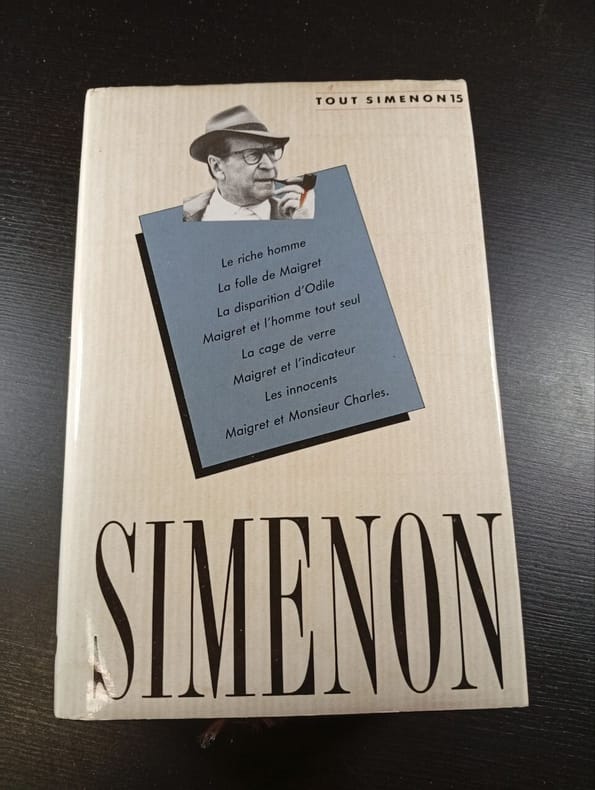 TOUT SIMENON 15
Le riche homme
La folle de Maigret
La disparition d'Odile
Maigret et l'homme tout seul
La cage de verre
Maigret et l'indicateur
Les innocents
Maigret et Monsieur Charles.
SIMENON